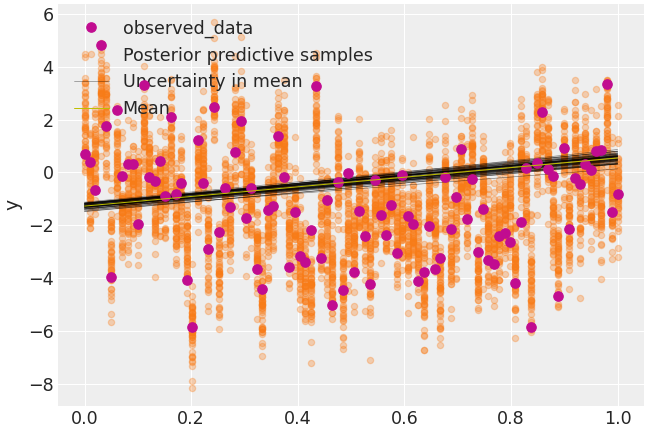 observed_data
Posterior predictive samples
Uncertainty in mean
Mean
y
6
4
2
0
−2
−4
−6
−8
0.0 0.2 0.4 0.6 0.8 1.0